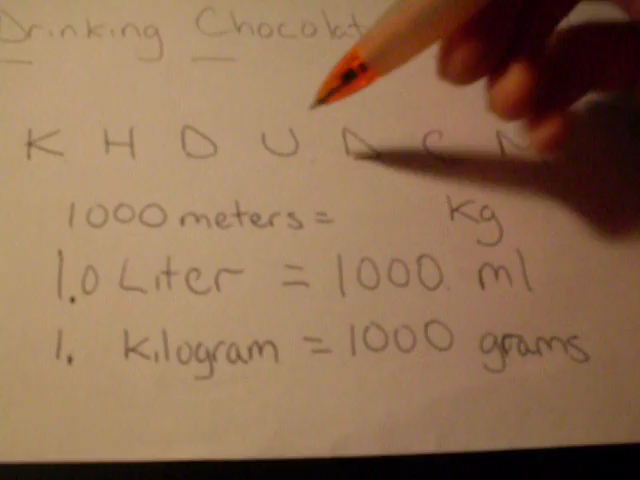 Drinking Chocolat
K H D U D C M
1000 meters = Kg
1.0 Liter = 1000 ml
1. Kilogram = 1000 grams